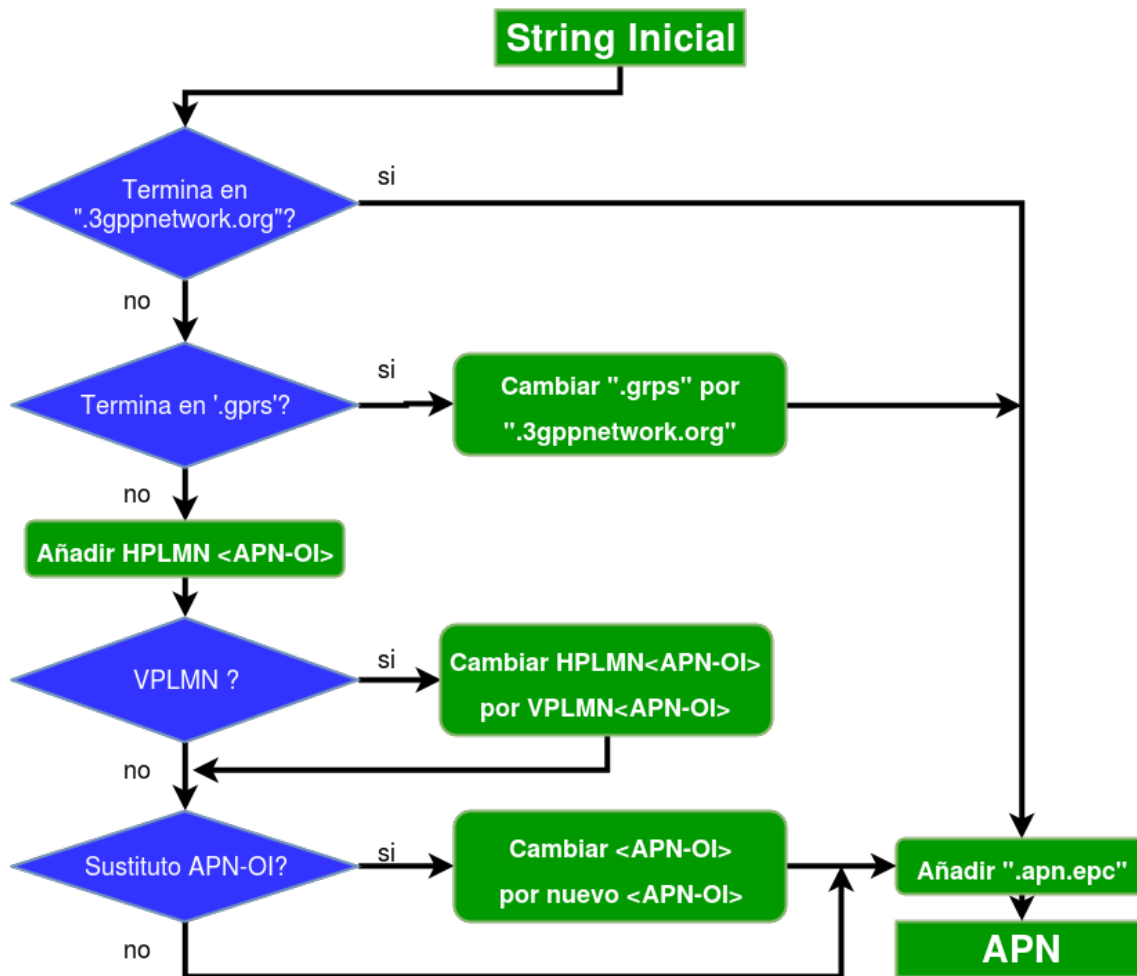 String Inicial
Termina en
".3gppnetwork.org"?
si
no
Termina en '.gprs'?
si
Cambiar ".grps" por
".3gppnetwork.org"
no
Añadir HPLMN <APN-OI>
VPLMN ?
si
Cambiar HPLMN<APN-OI>
por VPLMN<APN-OI>
no
Sustituto APN-OI?
si
Cambiar <APN-OI>
por nuevo <APN-OI>
Añadir ".apn.epc"
no
APN